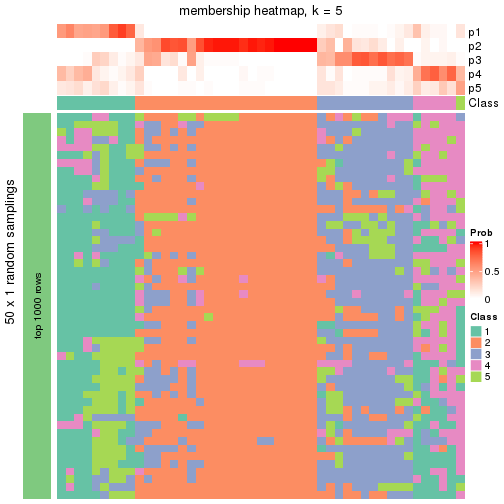 membership heatmap, k = 5
p1
p2
p3
p4
p5
Class
50 x 1 random samplings
top 1000 rows
Prob
1
0.5
0
Class
1
2
3
4
5